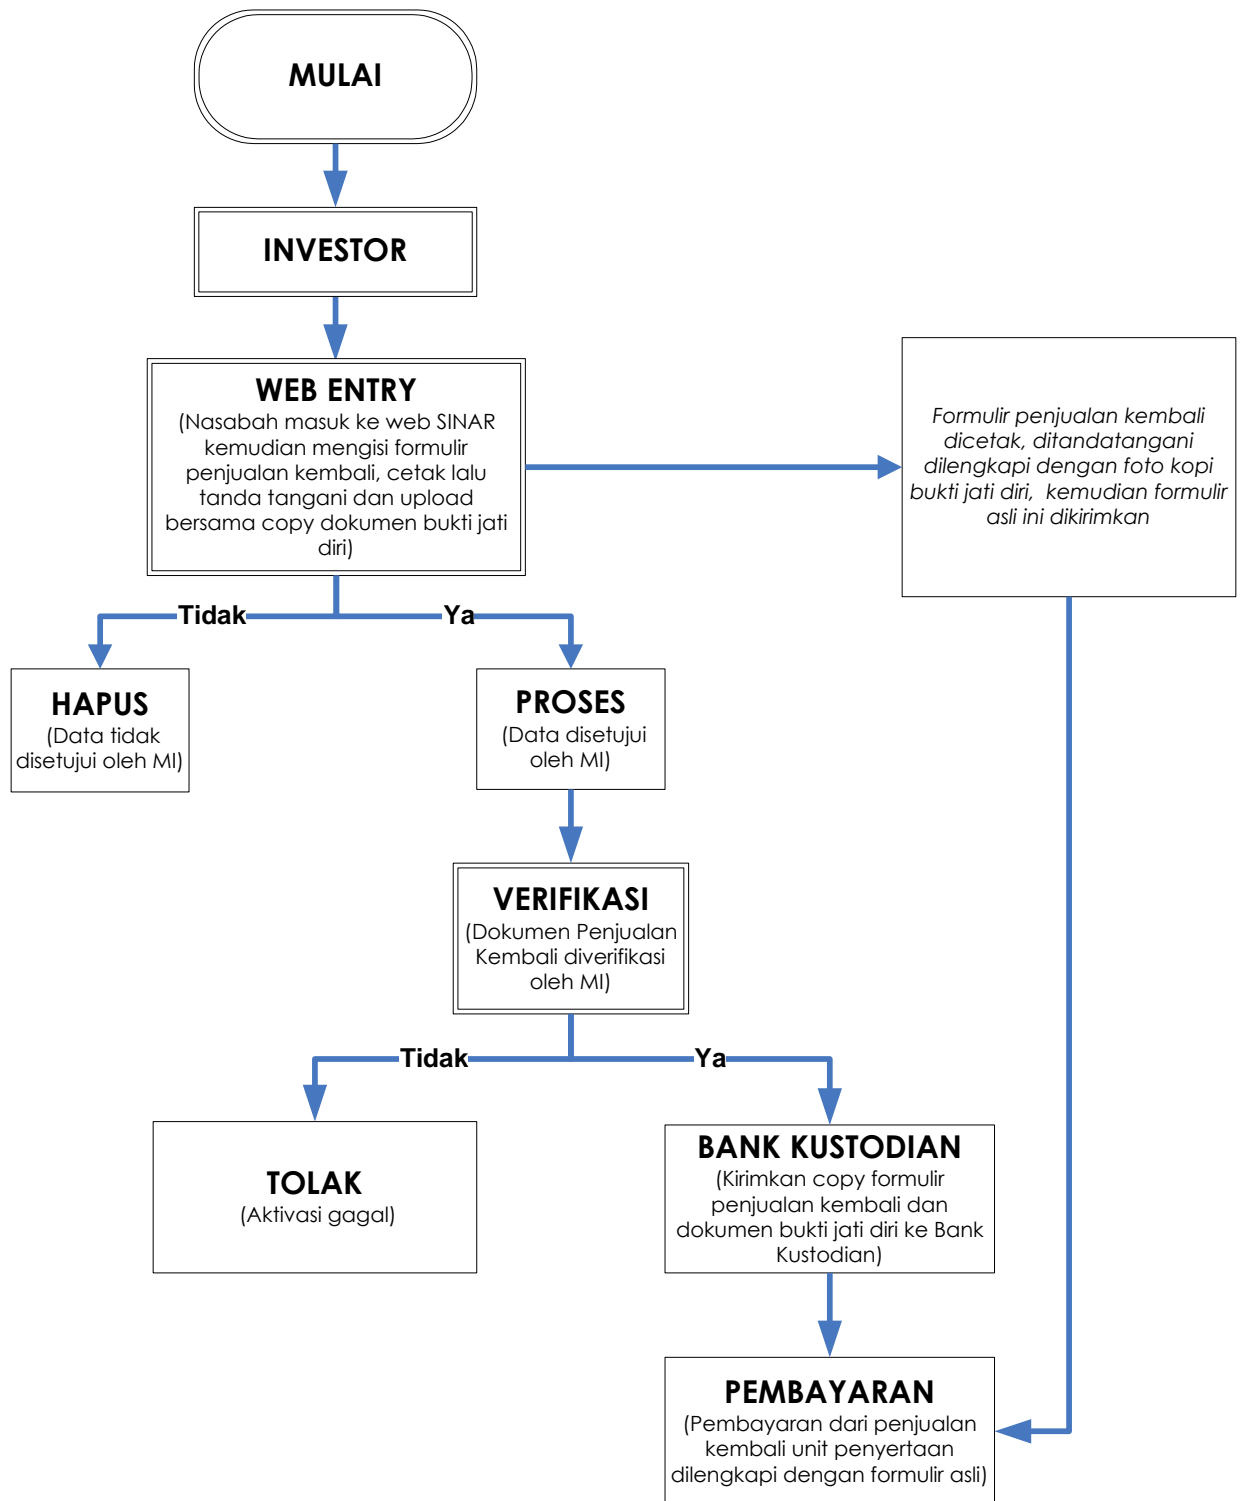 MULAI
INVESTOR
WEB ENTRY
(Nasabah masuk ke web SINAR
kemudian mengisi formulir
penjualan kembali, cetak lalu
tanda tangani dan upload
bersama copy dokumen bukti jati
diri)
Formulir penjualan kembali
dicetak, ditandatangani
dilengkapi dengan foto kopi
bukti jati diri,  kemudian formulir
asli ini dikirimkan
Tidak
Ya
HAPUS
(Data tidak
disetujui oleh MI)
PROSES
(Data disetujui
oleh MI)
VERIFIKASI
(Dokumen Penjualan
Kembali diverifikasi
oleh MI)
Tidak
Ya
TOLAK
(Aktivasi gagal)
BANK KUSTODIAN
(Kirimkan copy formulir
penjualan kembali dan
dokumen bukti jati diri ke Bank
Kustodian)
PEMBAYARAN
(Pembayaran dari penjualan
kembali unit penyertaan
dilengkapi dengan formulir asli)